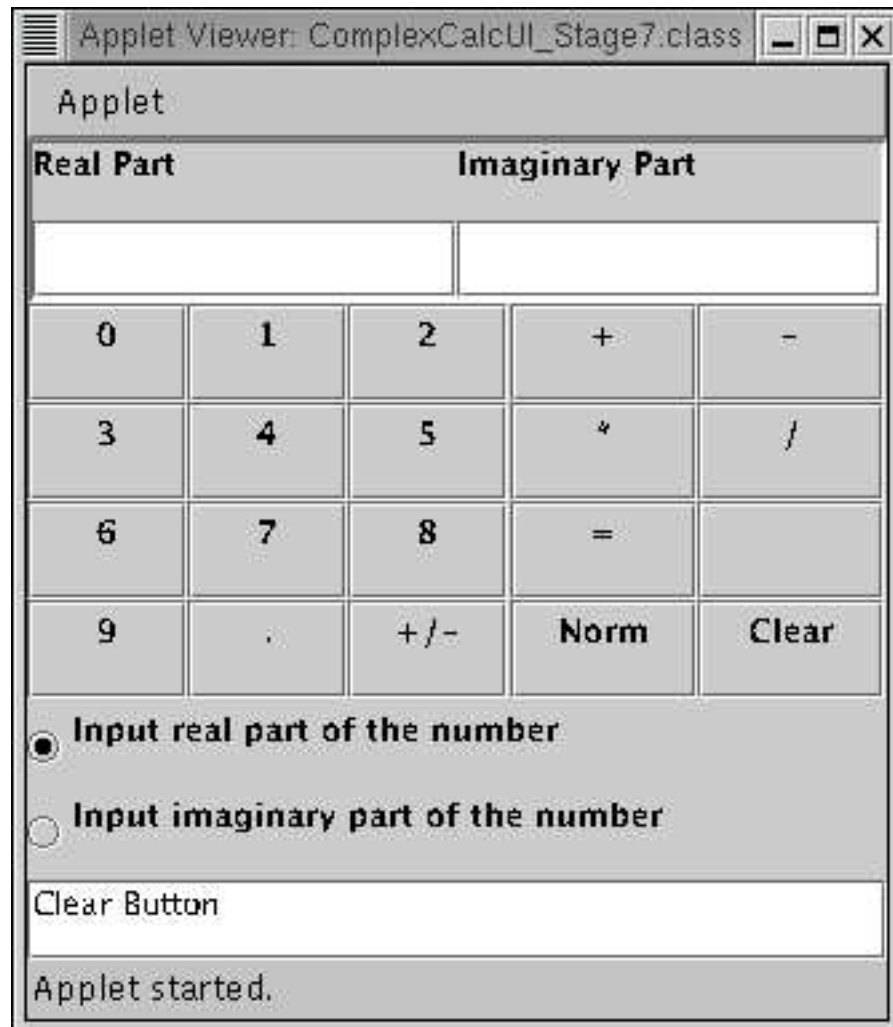 Applet Viewer: ComplexCalcUI_Stage7.class
Applet
Real Part Imaginary Part
0 1 2 + -
3 4 5 * /
6 7 8 =
9 . +/- Norm Clear
Input real part of the number
Input imaginary part of the number
Clear Button
Applet started.